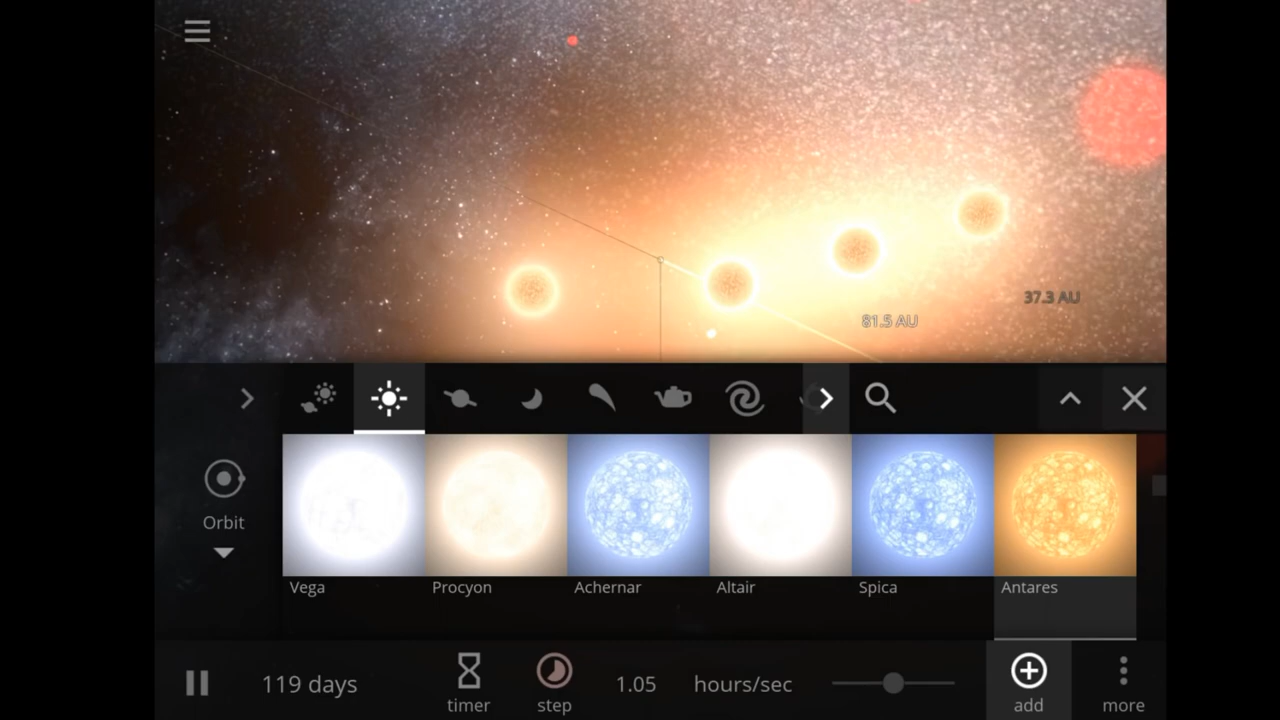 37.3 AU
81.5 AU
Orbit
Vega
Procyon
Achernar
Altair
Spica
Antares
119 days
timer
step
1.05
hours/sec
add
more